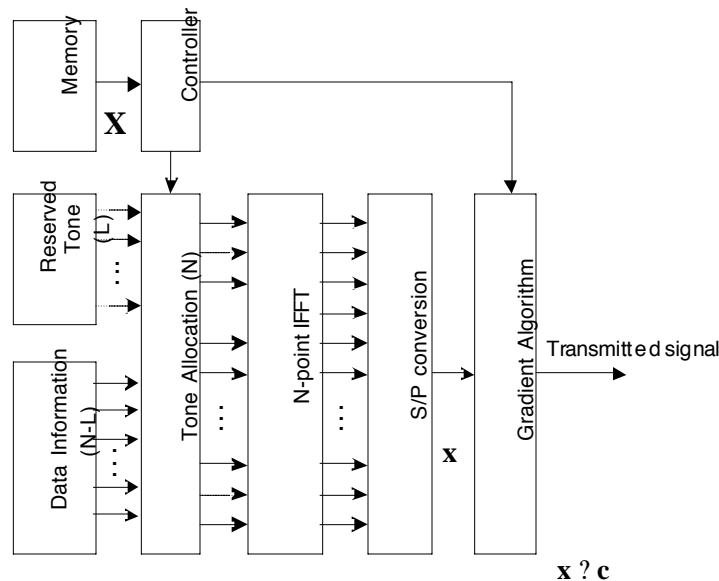 Memory
X
Controller
Reserved
Tone
(L)
...
Data Information
(N-L)
...
Tone Allocation (N)
...
N-point IFFT
...
S/P conversion
x
Gradient Algorithm
Transmitted signal
x ? c